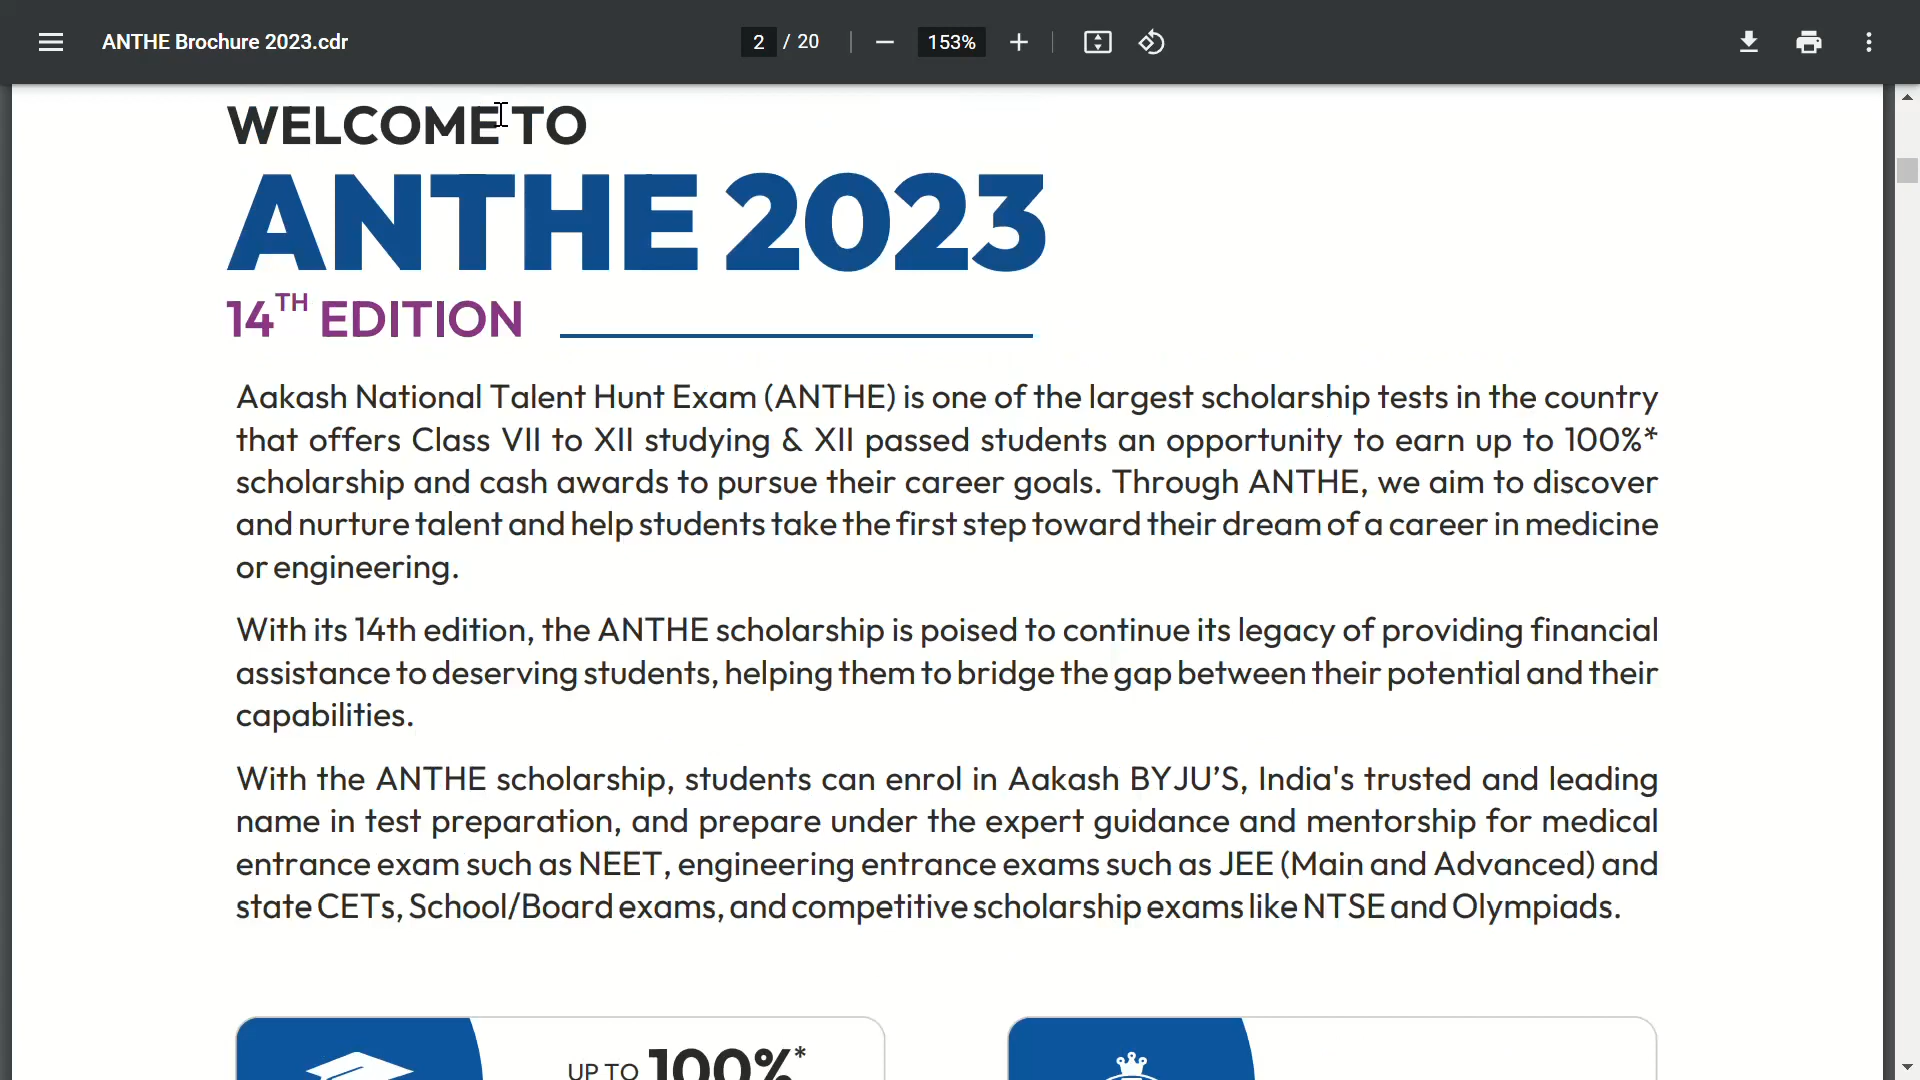 ANTHE Brochure 2023.cdr
2 / 20
153%
WELCOME TO
ANTHE 2023
14TH EDITION
Aakash National Talent Hunt Exam (ANTHE) is one of the largest scholarship tests in the country
that offers Class VII to XII studying & XII passed students an opportunity to earn up to 100%*
scholarship and cash awards to pursue their career goals. Through ANTHE, we aim to discover
and nurture talent and help students take the first step toward their dream of a career in medicine
or engineering.
With its 14th edition, the ANTHE scholarship is poised to continue its legacy of providing financial
assistance to deserving students, helping them to bridge the gap between their potential and their
capabilities.
With the ANTHE scholarship, students can enrol in Aakash BYJU’S, India's trusted and leading
name in test preparation, and prepare under the expert guidance and mentorship for medical
entrance exam such as NEET, engineering entrance exams such as JEE (Main and Advanced) and
state CETs, School/Board exams, and competitive scholarship exams like NTSE and Olympiads.
UP TO 100%*